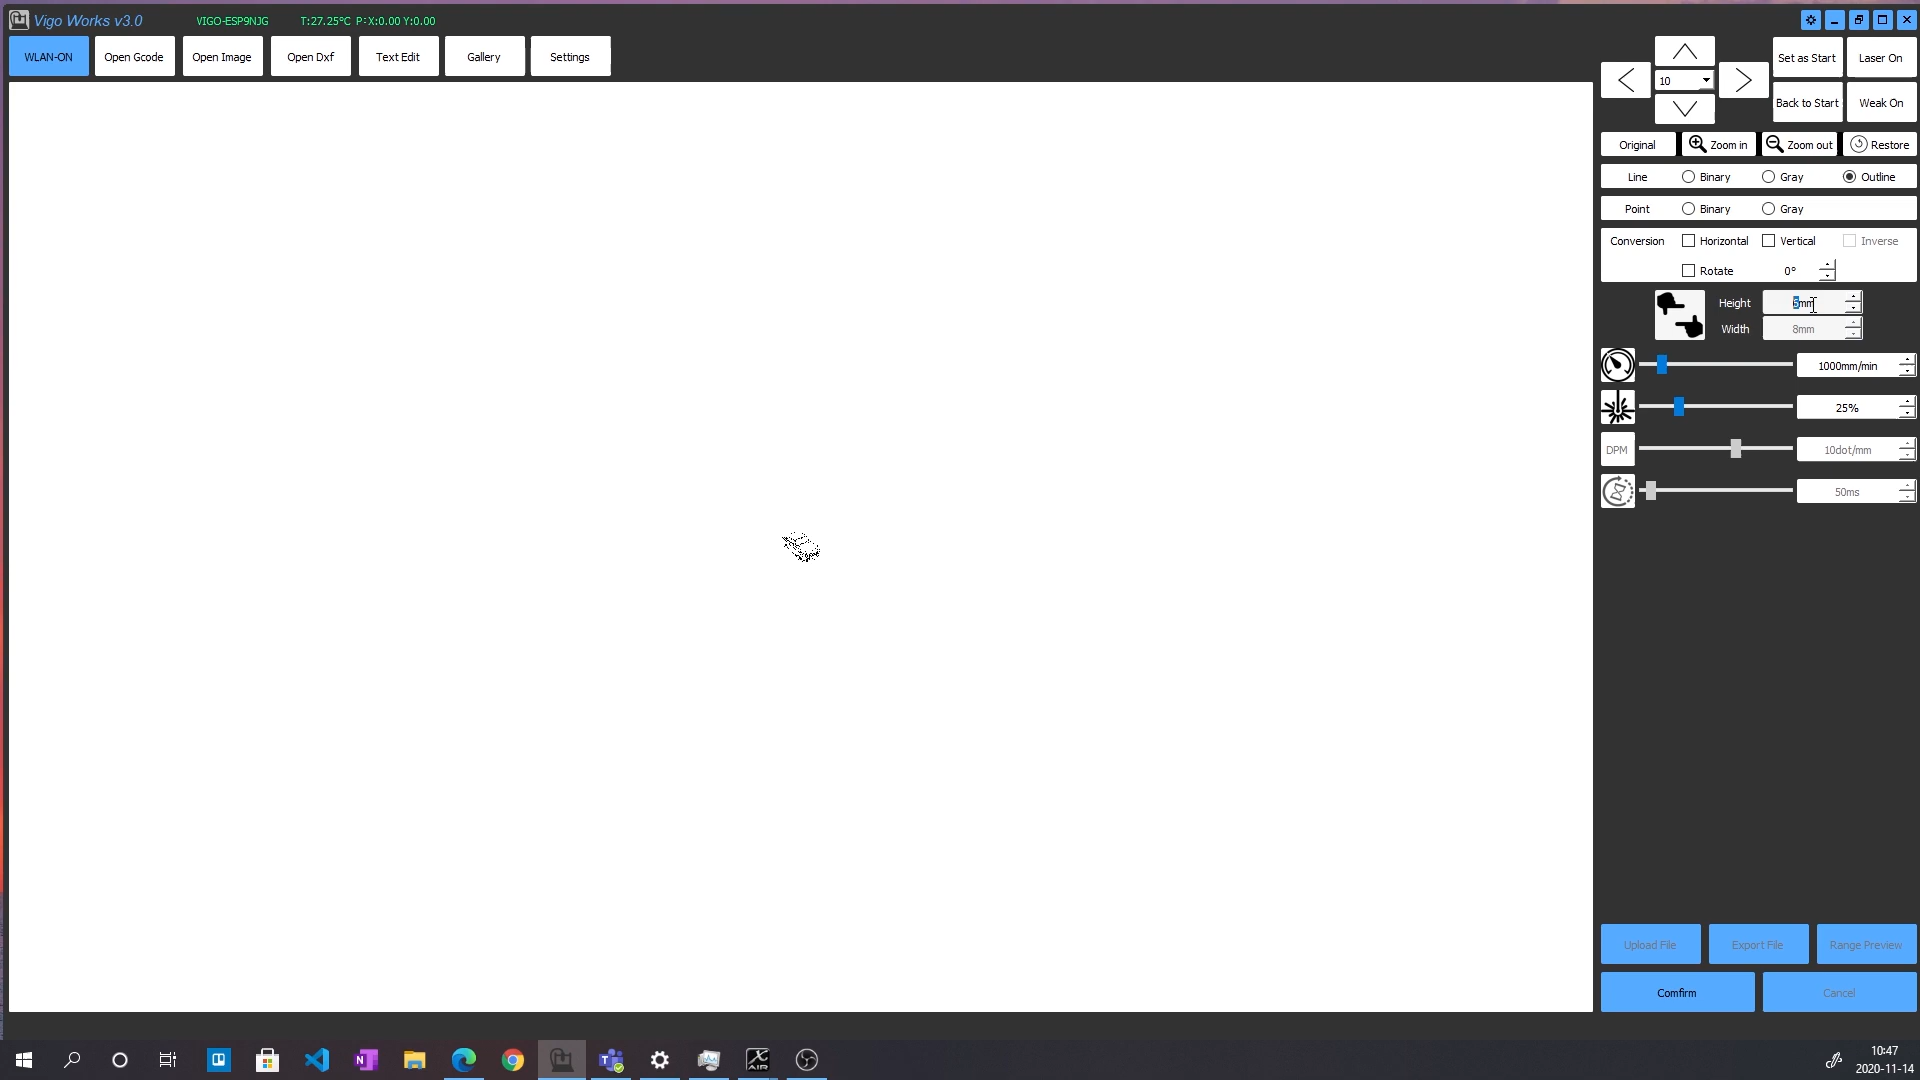 Vigo Works v3.0 VIGO-ESP9NJG T:27.25°C P:X:0.00 Y:0.00
WLAN-ON Open Gcode Open Image Open Dxf Text Edit Gallery Settings
10
Set as Start Laser On
Back to Start Weak On
Original Zoom in Zoom out Restore
Line Binary Gray Outline
Point Binary Gray
Conversion Horizontal Vertical Inverse
Rotate 0°
Height 5mm
Width 8mm
1000mm/min
25%
DPM 10dot/mm
50ms
Upload File Export File Range Preview
Comfirm Cancel
N
AIR
10:47
2020-11-14